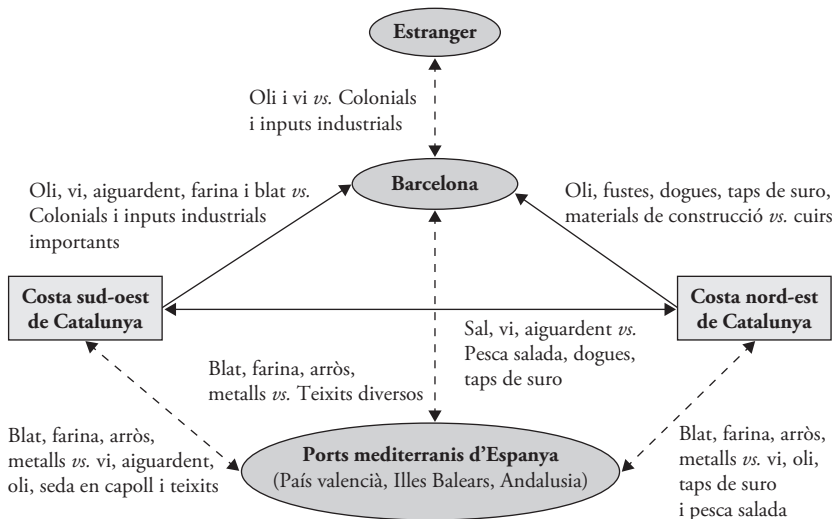 Estranger
Oli i vi vs. Colonials
i inputs industrials
Oli, vi, aiguardent, farina i blat vs.
Colonials i inputs industrials
importants
Barcelona
Oli, fustes, dogues, taps de suro,
materials de construcció vs. cuirs
Costa sud-oest
de Catalunya
Costa nord-est
de Catalunya
Sal, vi, aiguardent vs.
Pesca salada, dogues,
taps de suro
Blat, farina, arròs,
metalls vs. Teixits diversos
Blat, farina, arròs,
metalls vs. vi, aiguardent,
oli, seda en capoll i teixits
Ports mediterranis d'Espanya
(País valencià, Illes Balears, Andalusia)
Blat, farina, arròs,
metalls vs. vi, oli,
taps de suro
i pesca salada